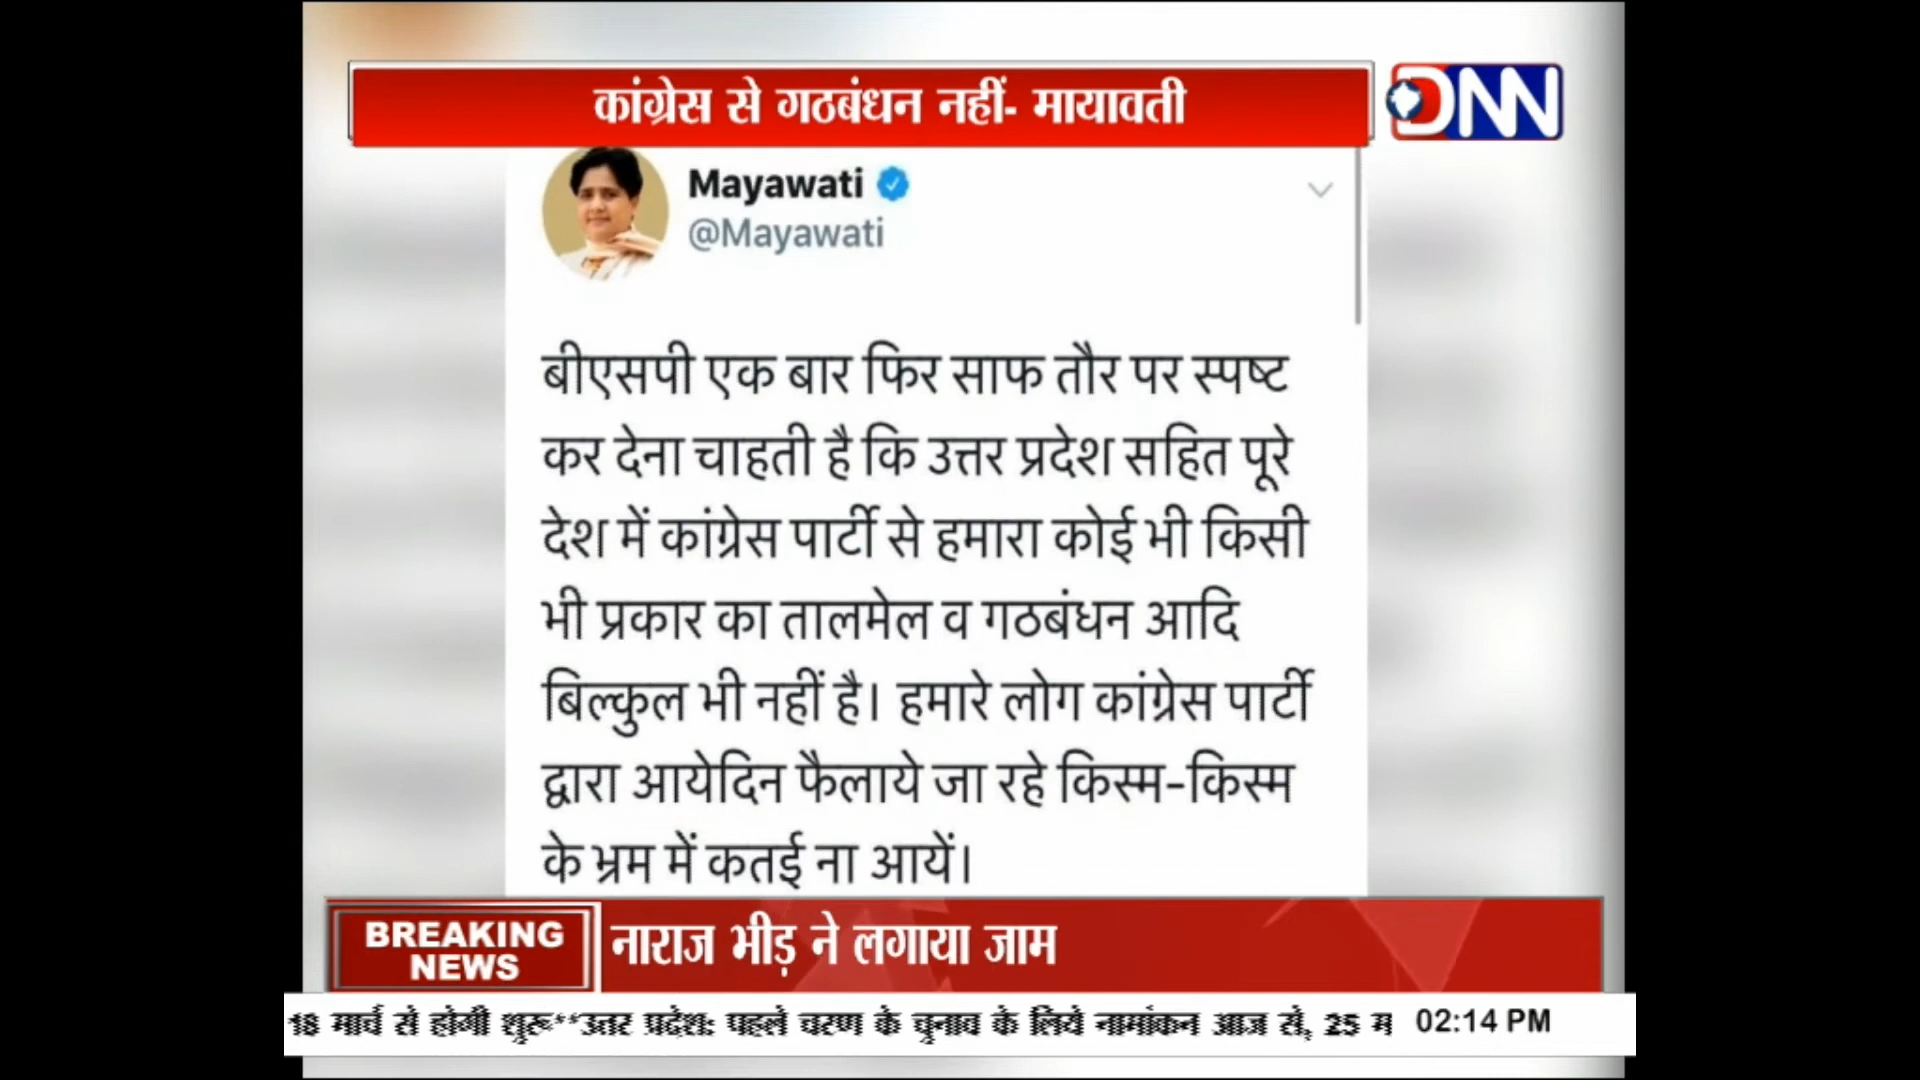 कांग्रेस से गठबंधन नहीं- मायावती
DNN
Mayawati
@Mayawati
बीएसपी एक बार फिर साफ तौर पर स्पष्ट
कर देना चाहती है कि उत्तर प्रदेश सहित पूरे
देश में कांग्रेस पार्टी से हमारा कोई भी किसी
भी प्रकार का तालमेल व गठबंधन आदि
बिल्कुल भी नहीं है। हमारे लोग कांग्रेस पार्टी
द्वारा आयेदिन फैलाये जा रहे किस्म-किस्म
के भ्रम में कतई ना आयें।
BREAKING
NEWS
नाराज भीड़ ने लगाया जाम
18 मार्च से होगी शुरू**उत्तर प्रदेश: पहले चरण के चुनाव के लिये नामांकन आज से, 25 म
02:14 PM